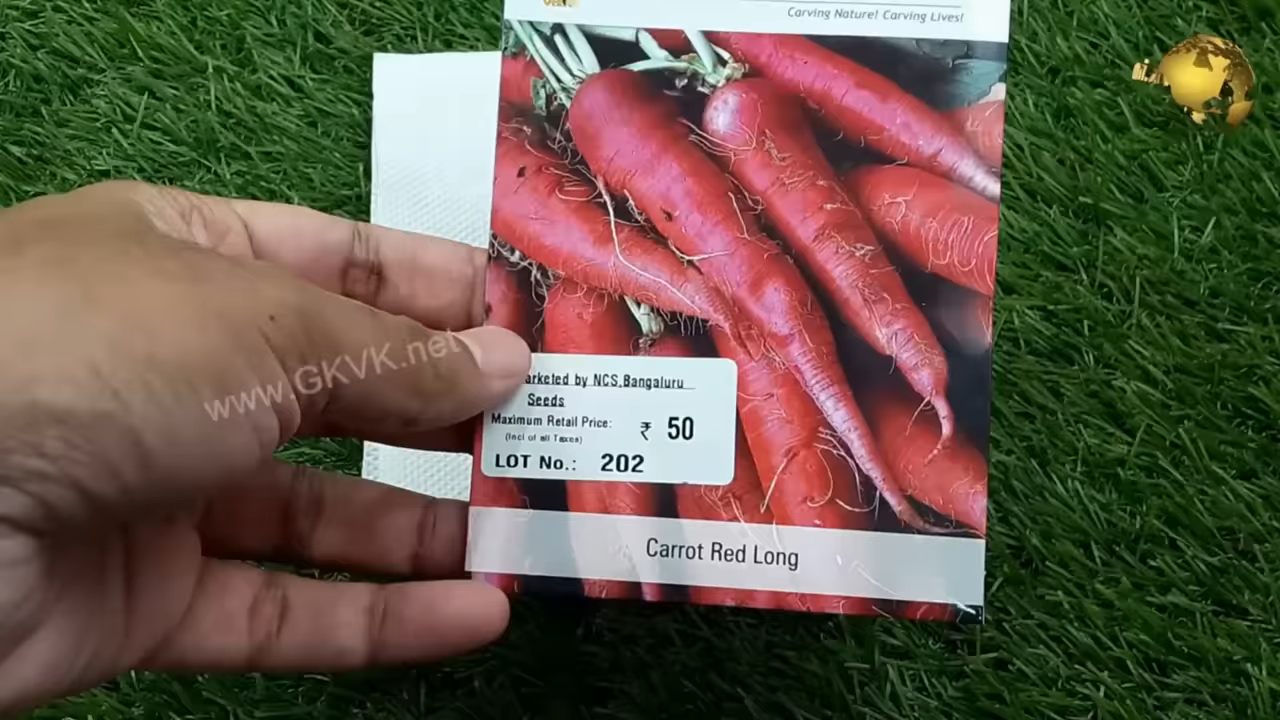 Carving Nature! Carving Lives!
www.GKVK.net
arketed by NCS,Bangaluru
Seeds
Maximum Retail Price: ₹ 50
(Incl of all Taxes)
LOT No.: 202
Carrot Red Long